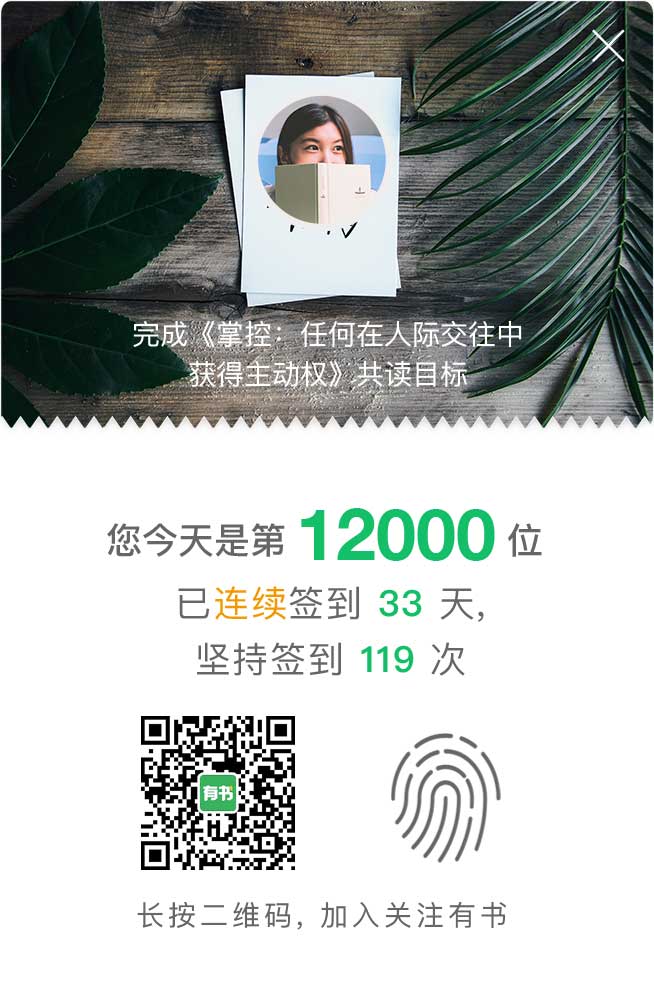 完成《掌控：任何在人际交往中
获得主动权》共读目标
您今天是第 12000 位
已连续签到 33 天,
坚持签到 119 次
有书
长按二维码, 加入关注有书